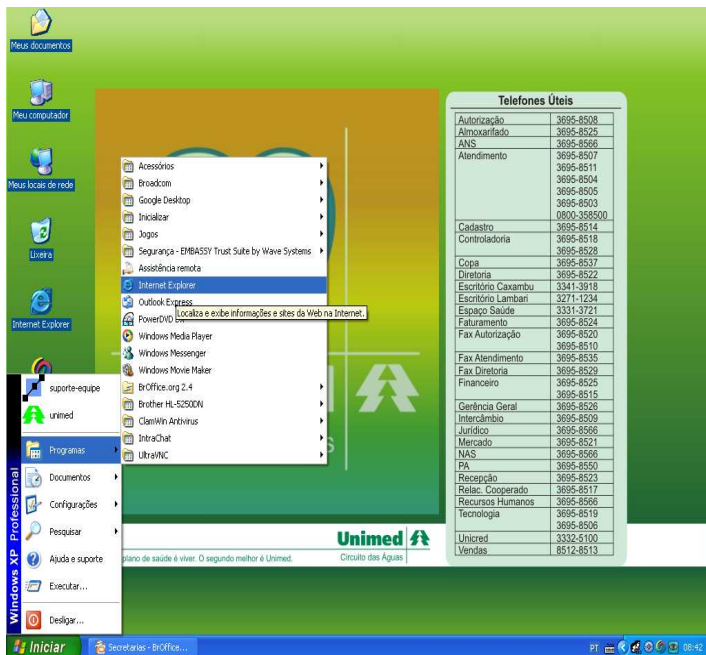 Meus documentos
Meu computador
Meus locais de rede
Lixeira
Internet Explorer
Acessórios
Broadcom
Google Desktop
Inicializar
Jogos
Segurança - EMBASSY Trust Suite by Wave Systems
Assistência remota
Internet Explorer
Outlook Express
Localiza e exibe informações e sites da Web na Internet.
PowerDVD
Windows Media Player
Windows Messenger
Windows Movie Maker
BrOffice.org 2.4
Brother HL-5250DN
ClamWin Antivirus
IntraChat
UltraVNC
suporte-equipe
unimed
Programas
Documentos
Configurações
Pesquisar
Ajuda e suporte
Executar...
Desligar...
Windows XP Professional
Telefones Úteis
Autorização 3695-8508
Almoxarifado 3695-8525
ANS 3695-8566
Atendimento 3695-8507
3695-8511
3695-8504
3695-8505
3695-8503
0800-358500
Cadastro 3695-8514
Controladoria 3695-8518
3695-8528
Copa 3695-8537
Diretoria 3695-8522
Escritório Caxambu 3341-3918
Escritório Lambari 3271-1234
Espaço Saúde 3331-3721
Faturamento 3695-8524
Fax Autorização 3695-8520
3695-8510
Fax Atendimento 3695-8535
Fax Diretoria 3695-8529
Financeiro 3695-8525
3695-8515
Gerência Geral 3695-8526
Intercâmbio 3695-8509
Jurídico 3695-8566
Mercado 3695-8521
NAS 3695-8566
PA 3695-8550
Recepção 3695-8523
Relac. Cooperado 3695-8517
Recursos Humanos 3695-8566
Tecnologia 3695-8519
3695-8506
Unicred 3332-5100
Vendas 8512-8513
plano de saúde é viver. O segundo melhor é Unimed.
Unimed
Circuito das Águas
Iniciar
Secretarias - BrOffice...
PT
08:42